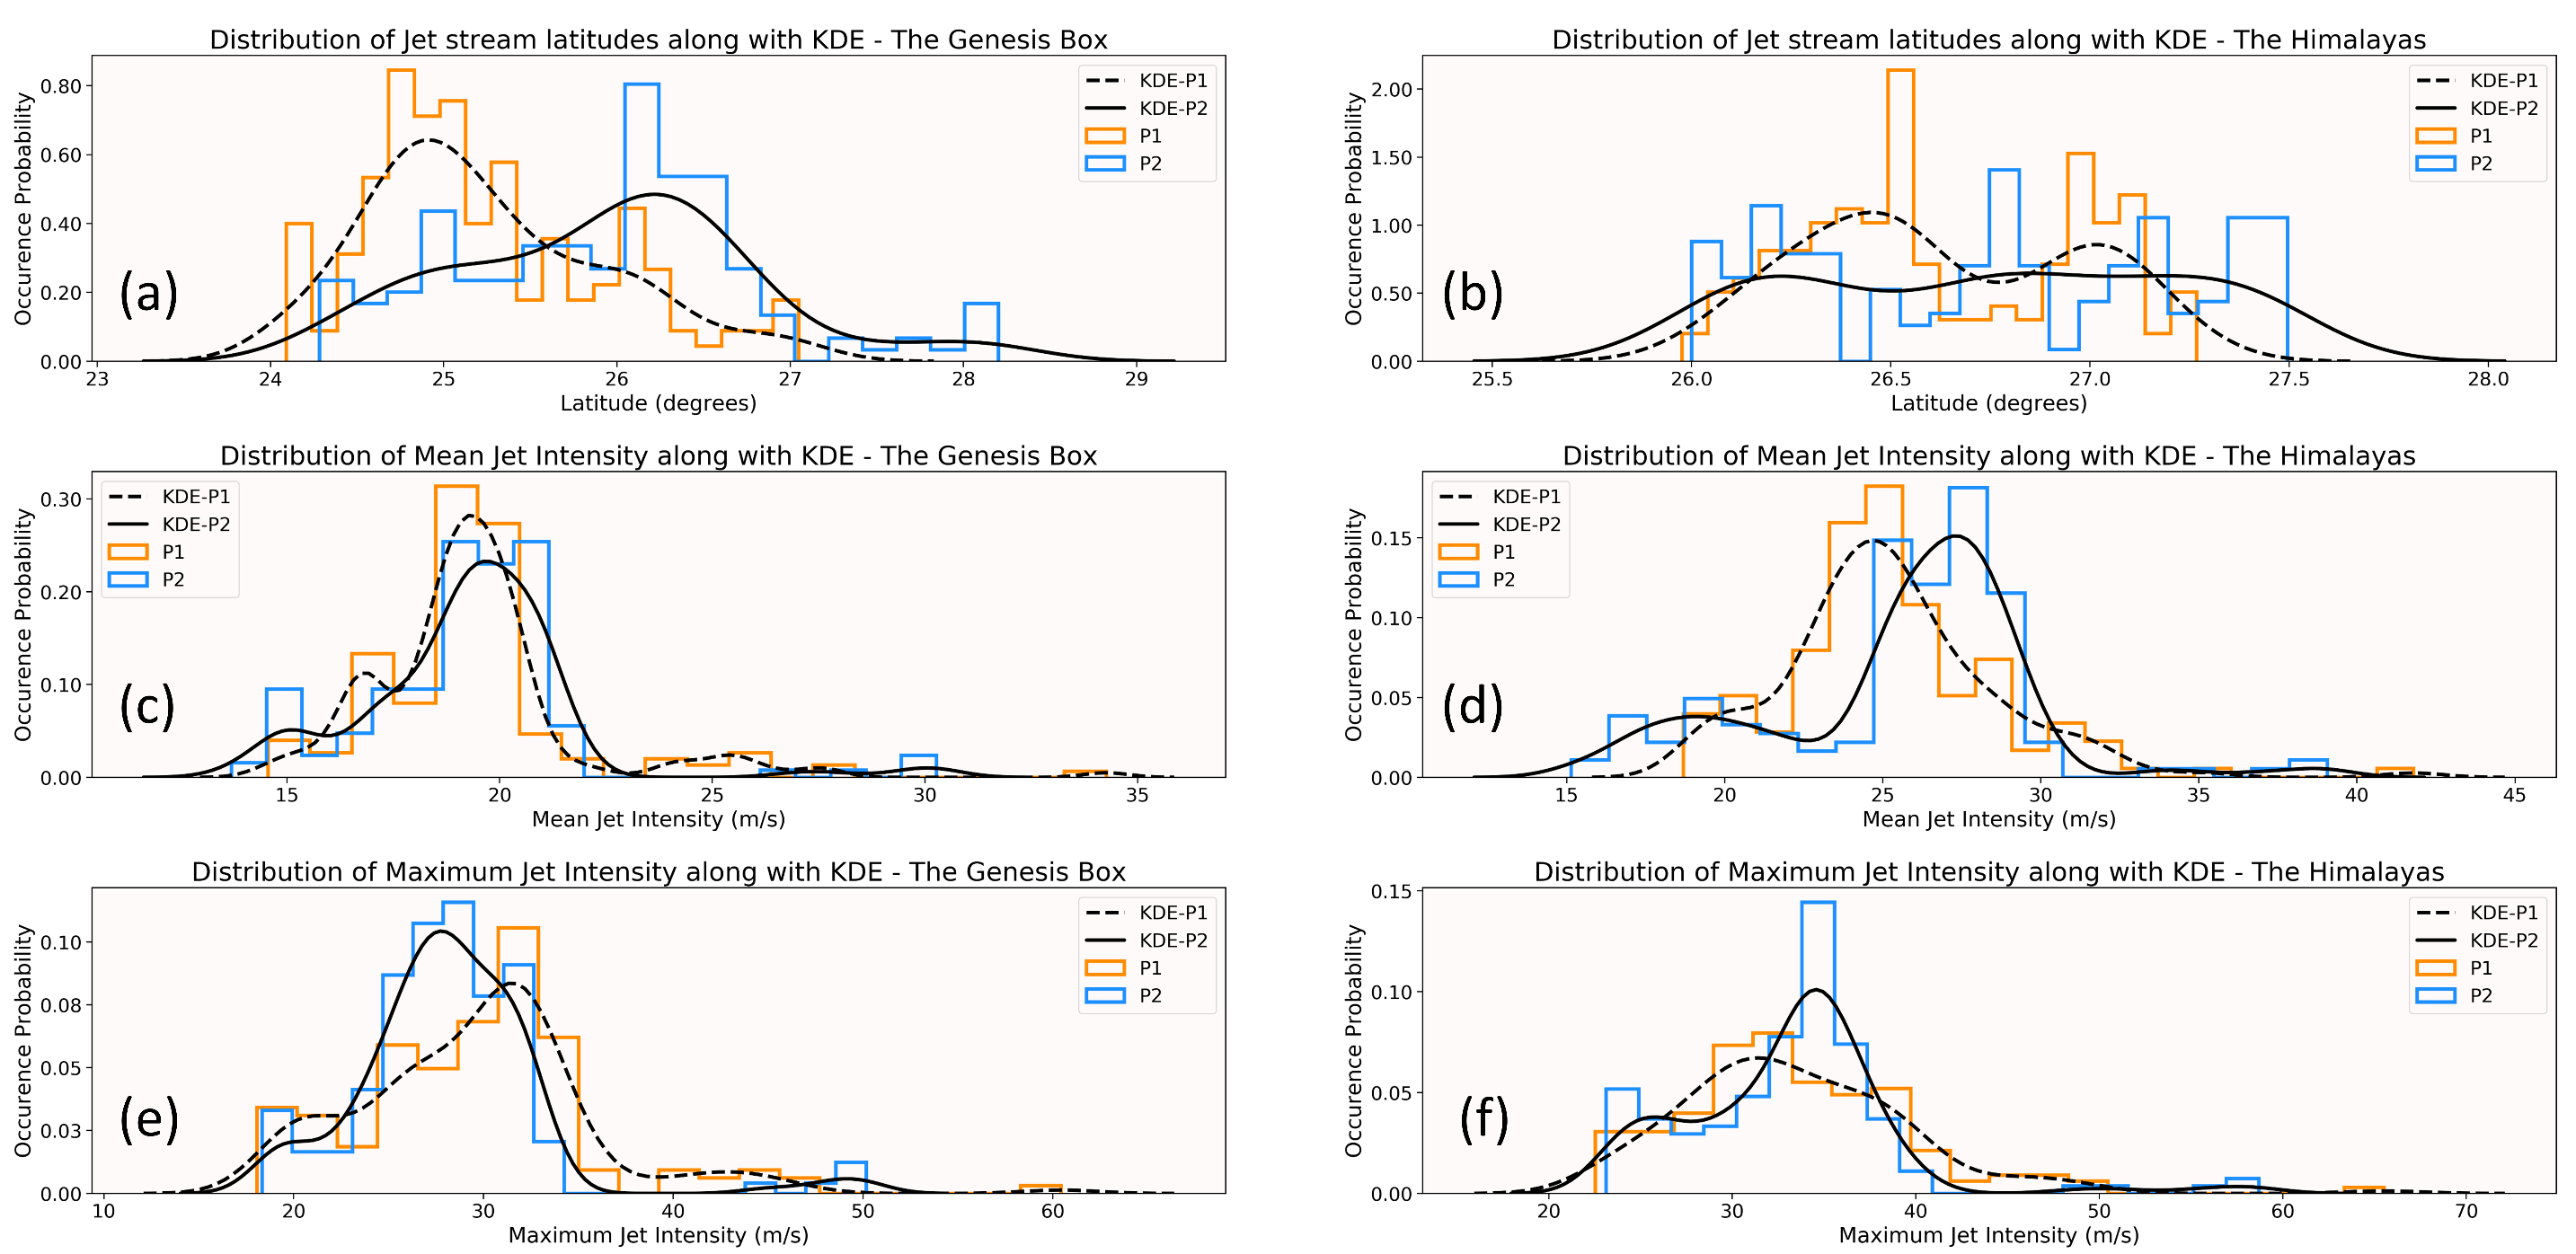 Distribution of Jet stream latitudes along with KDE - The Genesis Box
Occurence Probability
0.80
0.60
0.40
0.20
0.00
KDE-P1
KDE-P2
P1
P2
(a)
23 24 25 26 27 28 29
Latitude (degrees)
Distribution of Jet stream latitudes along with KDE - The Himalayas
Occurence Probability
2.00
1.50
1.00
0.50
0.00
KDE-P1
KDE-P2
P1
P2
(b)
25.5 26.0 26.5 27.0 27.5 28.0
Latitude (degrees)
Distribution of Mean Jet Intensity along with KDE - The Genesis Box
Occurence Probability
0.30
0.20
0.10
0.00
KDE-P1
KDE-P2
P1
P2
(c)
15 20 25 30 35
Mean Jet Intensity (m/s)
Distribution of Mean Jet Intensity along with KDE - The Himalayas
Occurence Probability
0.15
0.10
0.05
0.00
KDE-P1
KDE-P2
P1
P2
(d)
15 20 25 30 35 40 45
Mean Jet Intensity (m/s)
Distribution of Maximum Jet Intensity along with KDE - The Genesis Box
Occurence Probability
0.10
0.08
0.05
0.03
0.00
KDE-P1
KDE-P2
P1
P2
(e)
10 20 30 40 50 60
Maximum Jet Intensity (m/s)
Distribution of Maximum Jet Intensity along with KDE - The Himalayas
Occurence Probability
0.15
0.10
0.05
0.00
KDE-P1
KDE-P2
P1
P2
(f)
20 30 40 50 60 70
Maximum Jet Intensity (m/s)